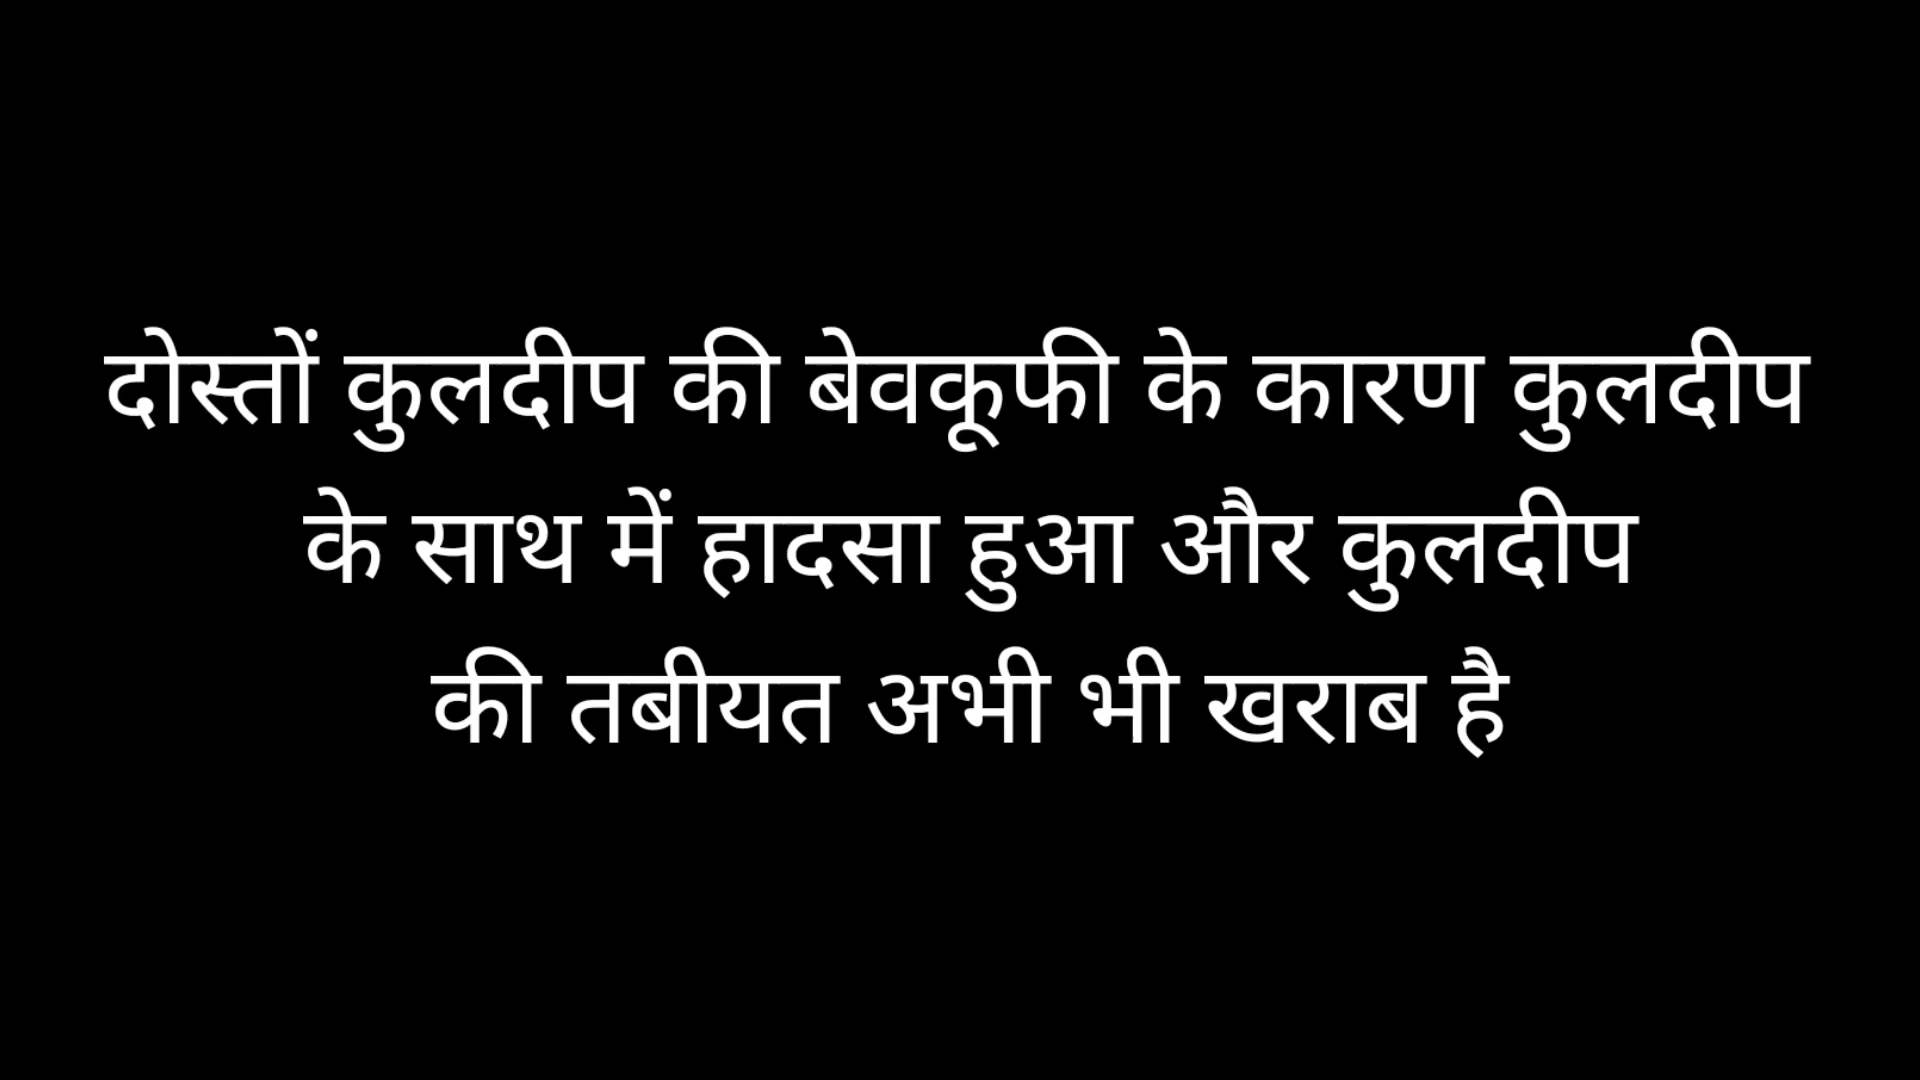 दोस्तों कुलदीप की बेवकूफी के कारण कुलदीप
के साथ में हादसा हुआ और कुलदीप
की तबीयत अभी भी खराब है